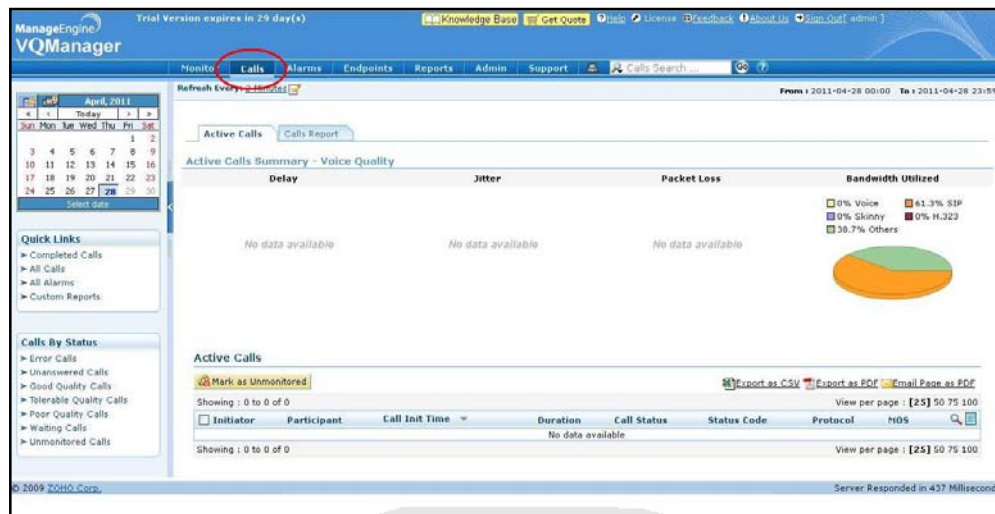 ManageEngine
VQManager
Trial Version expires in 29 day(s)
Knowledge Base Get Quote Help License Feedback About Us Sign Out[ admin ]
Monitor Calls Alarms Endpoints Reports Admin Support Calls Search ... Go ?
Refresh Every: 2 Minutes
From : 2011-04-28 00:00 To : 2011-04-28 23:59
April, 2011
« ‹ Today › »
Sun Mon Tue Wed Thu Fri Sat
1 2
3 4 5 6 7 8 9
10 11 12 13 14 15 16
17 18 19 20 21 22 23
24 25 26 27 28 29 30
Select date
Quick Links
Completed Calls
All Calls
All Alarms
Custom Reports
Calls By Status
Error Calls
Unanswered Calls
Good Quality Calls
Tolerable Quality Calls
Poor Quality Calls
Waiting Calls
Unmonitored Calls
Active Calls Calls Report
Active Calls Summary - Voice Quality
Delay Jitter Packet Loss Bandwidth Utilized
No data available No data available No data available
0% Voice 61.3% SIP
0% Skinny 0% H.323
38.7% Others
Active Calls
Mark as Unmonitored
Export as CSV Export as PDF Email Page as PDF
Showing : 0 to 0 of 0 View per page : [25] 50 75 100
Initiator Participant Call Init Time Duration Call Status Status Code Protocol MOS
No data available
Showing : 0 to 0 of 0 View per page : [25] 50 75 100
© 2009 ZOHO Corp.
Server Responded in 437 Millisecond